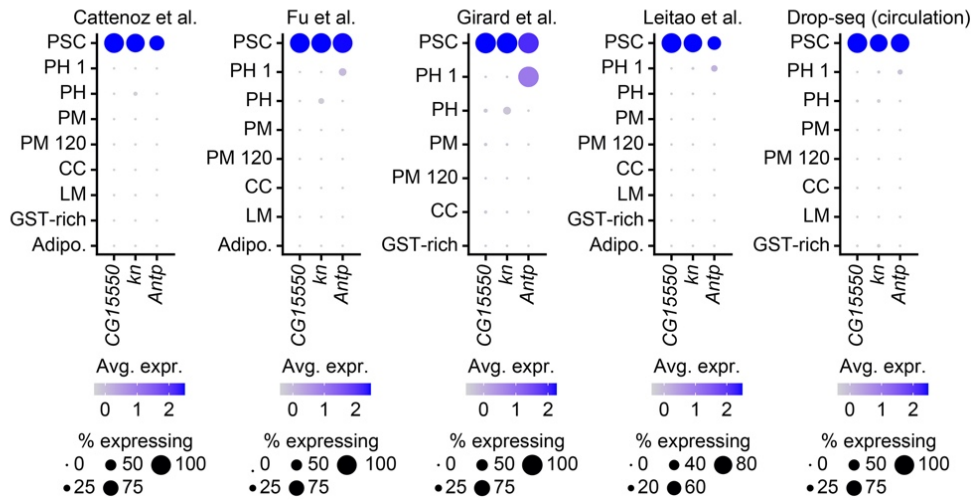 Cattenoz et al.
PSC
PH 1
PH
PM
PM 120
CC
LM
GST-rich
Adipo.
CG15550
kn
Antp
Avg. expr.
0 1 2
% expressing
0 50 100
25 75
Fu et al.
PSC
PH 1
PH
PM
PM 120
CC
LM
Adipo.
CG15550
kn
Antp
Avg. expr.
0 1 2
% expressing
0 50 100
25 75
Girard et al.
PSC
PH 1
PH
PM
PM 120
CC
GST-rich
CG15550
kn
Antp
Avg. expr.
0 1 2
% expressing
0 50 100
25 75
Leitao et al.
PSC
PH 1
PH
PM
PM 120
CC
LM
GST-rich
Adipo.
CG15550
kn
Antp
Avg. expr.
0 1 2
% expressing
0 40 80
20 60
Drop-seq (circulation)
PSC
PH 1
PH
PM
PM 120
CC
LM
GST-rich
CG15550
kn
Antp
Avg. expr.
0 1 2
% expressing
0 50 100
25 75